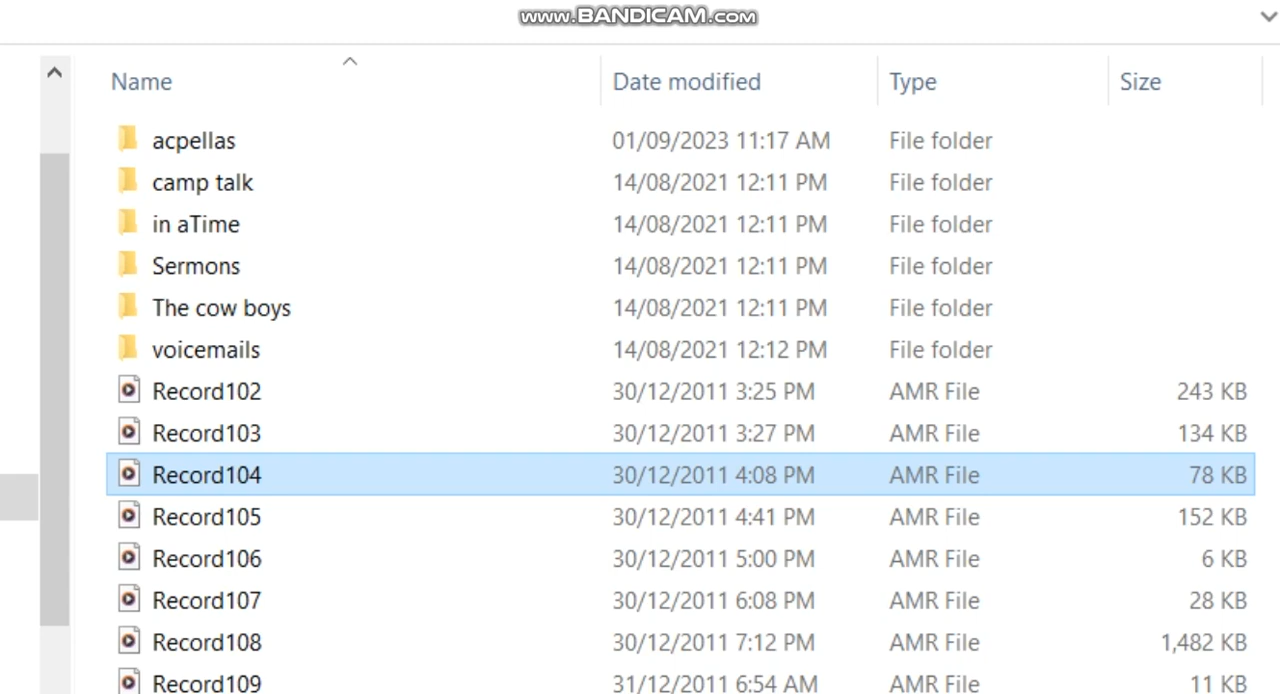 www.BANDICAM.com
Name Date modified Type Size
acpellas 01/09/2023 11:17 AM File folder
camp talk 14/08/2021 12:11 PM File folder
in aTime 14/08/2021 12:11 PM File folder
Sermons 14/08/2021 12:11 PM File folder
The cow boys 14/08/2021 12:11 PM File folder
voicemails 14/08/2021 12:12 PM File folder
Record102 30/12/2011 3:25 PM AMR File 243 KB
Record103 30/12/2011 3:27 PM AMR File 134 KB
Record104 30/12/2011 4:08 PM AMR File 78 KB
Record105 30/12/2011 4:41 PM AMR File 152 KB
Record106 30/12/2011 5:00 PM AMR File 6 KB
Record107 30/12/2011 6:08 PM AMR File 28 KB
Record108 30/12/2011 7:12 PM AMR File 1,482 KB
Record109 31/12/2011 6:54 AM AMR File 11 KB